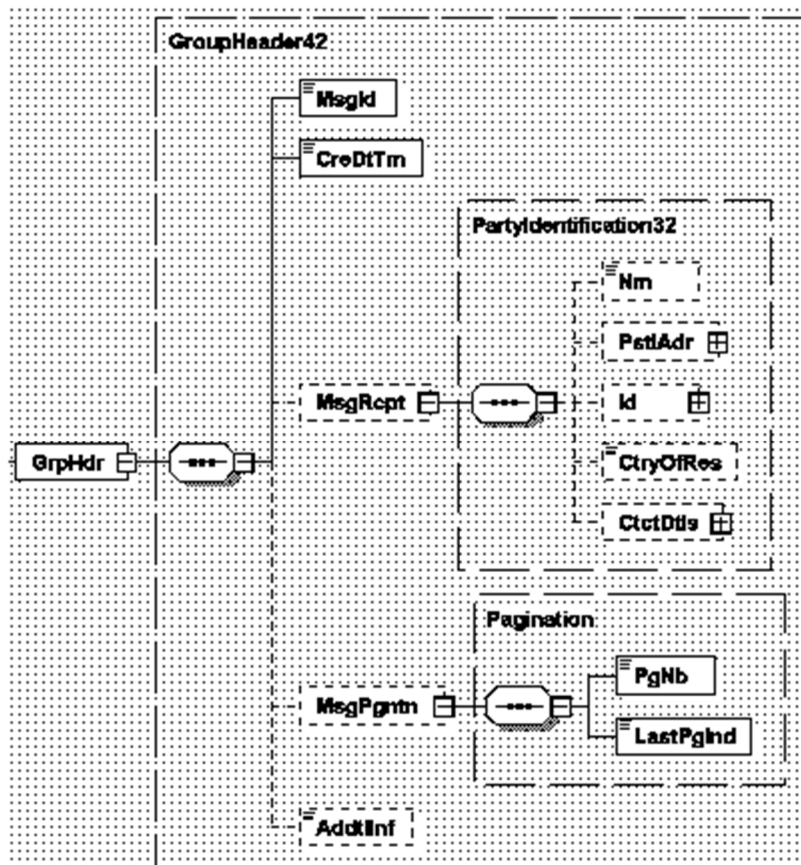 GroupHeader42
MsgId
CreDtTm
PartyIdentification32
Nm
PstlAdr
MsgRcpt
Id
GrpHdr
CtryOfRes
CtctDtls
Pagination
PgNb
MsgPgntn
LastPgInd
AddtlInf